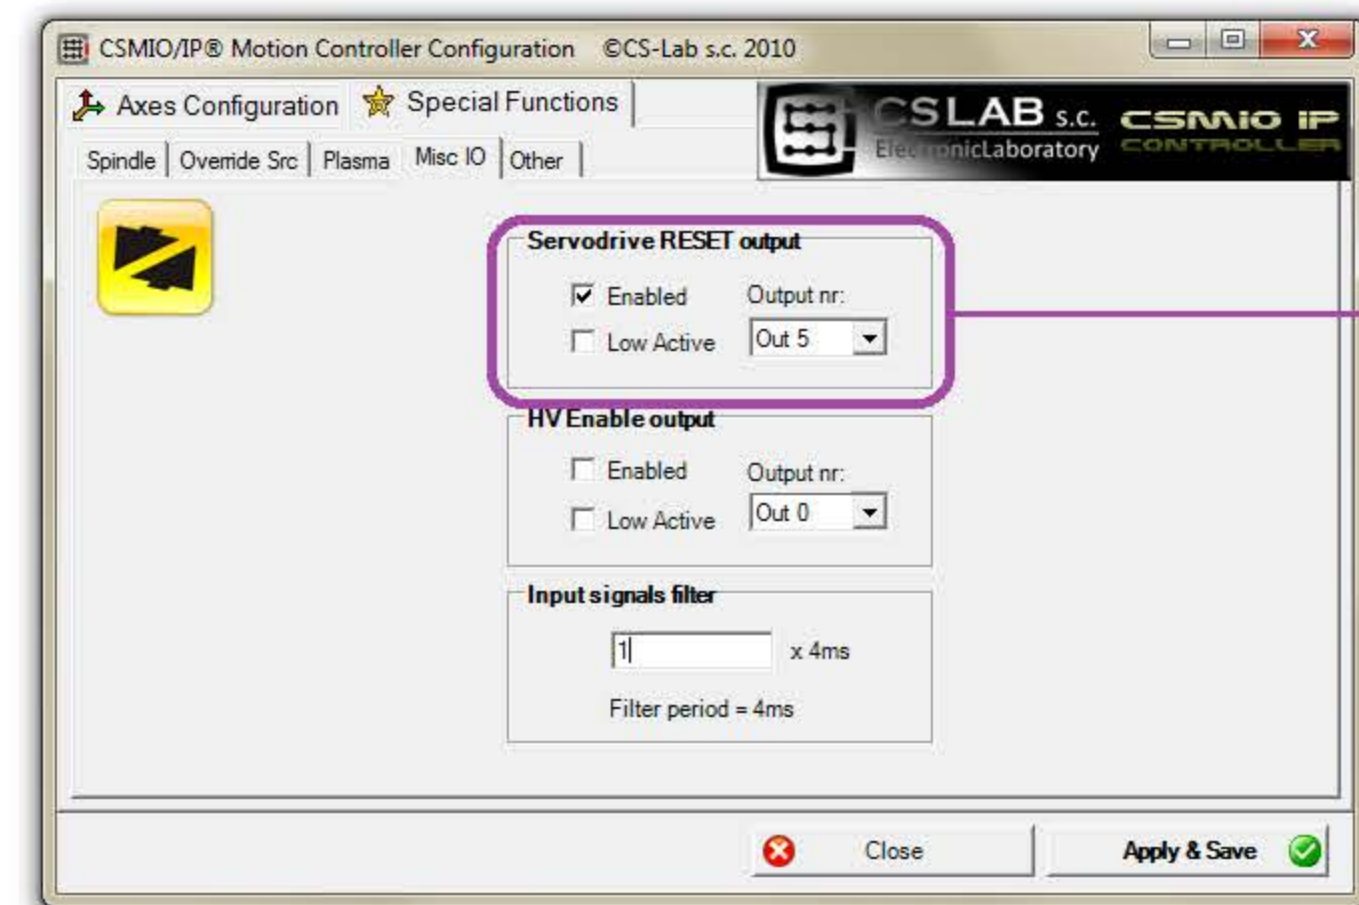 CSMIO/IP® Motion Controller Configuration ©CS-Lab s.c. 2010
Axes Configuration Special Functions
CSLAB s.c. CSMIO IP
ElectronicLaboratory CONTROLLER
Spindle Override Src Plasma Misc IO Other
Servodrive RESET output
Enabled Output nr:
Low Active Out 5
HV Enable output
Enabled Output nr:
Low Active Out 0
Input signals filter
1 x 4ms
Filter period = 4ms
Close Apply & Save